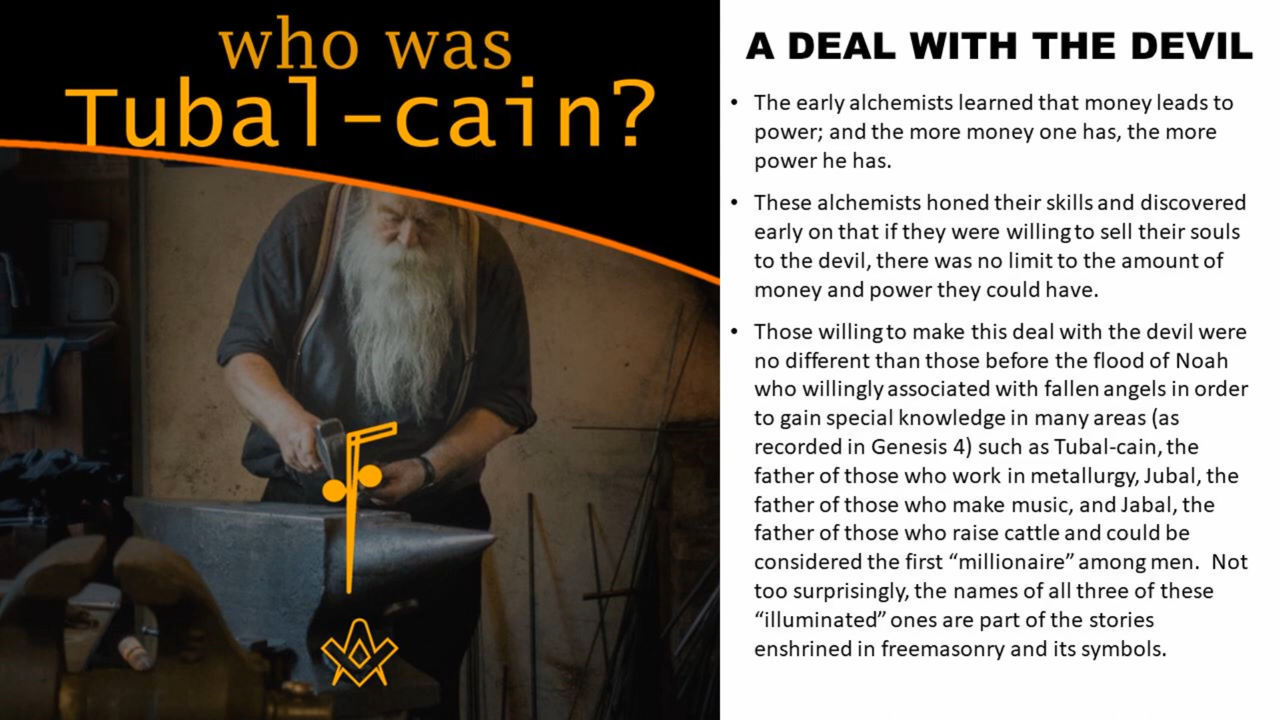 who was
Tubal-cain?
A DEAL WITH THE DEVIL
• The early alchemists learned that money leads to
power; and the more money one has, the more
power he has.
• These alchemists honed their skills and discovered
early on that if they were willing to sell their souls
to the devil, there was no limit to the amount of
money and power they could have.
• Those willing to make this deal with the devil were
no different than those before the flood of Noah
who willingly associated with fallen angels in order
to gain special knowledge in many areas (as
recorded in Genesis 4) such as Tubal-cain, the
father of those who work in metallurgy, Jubal, the
father of those who make music, and Jabal, the
father of those who raise cattle and could be
considered the first “millionaire” among men.  Not
too surprisingly, the names of all three of these
“illuminated” ones are part of the stories
enshrined in freemasonry and its symbols.